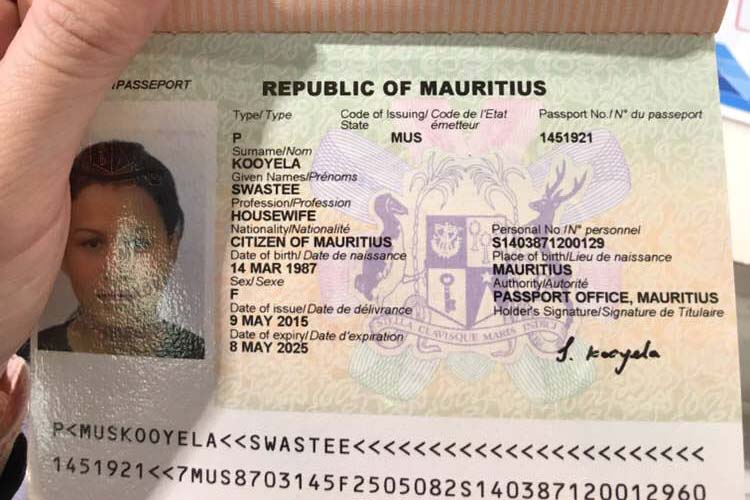 PASSEPORT
REPUBLIC OF MAURITIUS
Type/Type Code of Issuing/ Code de l'Etat Passport No./N° du passeport
State émetteur
P MUS 1451921
Surname/Nom
KOOYELA
Given Names/Prénoms
SWASTEE
Profession/Profession
HOUSEWIFE
Nationality/Nationalité Personal No/N° personnel
CITIZEN OF MAURITIUS S1403871200129
Date of birth/ Date de naissance Place of birth/Lieu de naissance
14 MAR 1987 MAURITIUS
Sex/Sexe Authority/Autorité
F PASSPORT OFFICE, MAURITIUS
Date of issue/Date de délivrance Holder's Signature/Signature de Titulaire
9 MAY 2015
Date of expiry/ Date d'expiration
8 MAY 2025
S. Kooyela
STELLA CLAVISQUE MARIS INDICI
P<MUSKOOYELA<<SWASTEE<<<<<<<<<<<<<<<<<<<<<<<
1451921<<7MUS8703145F2505082S140387120012960